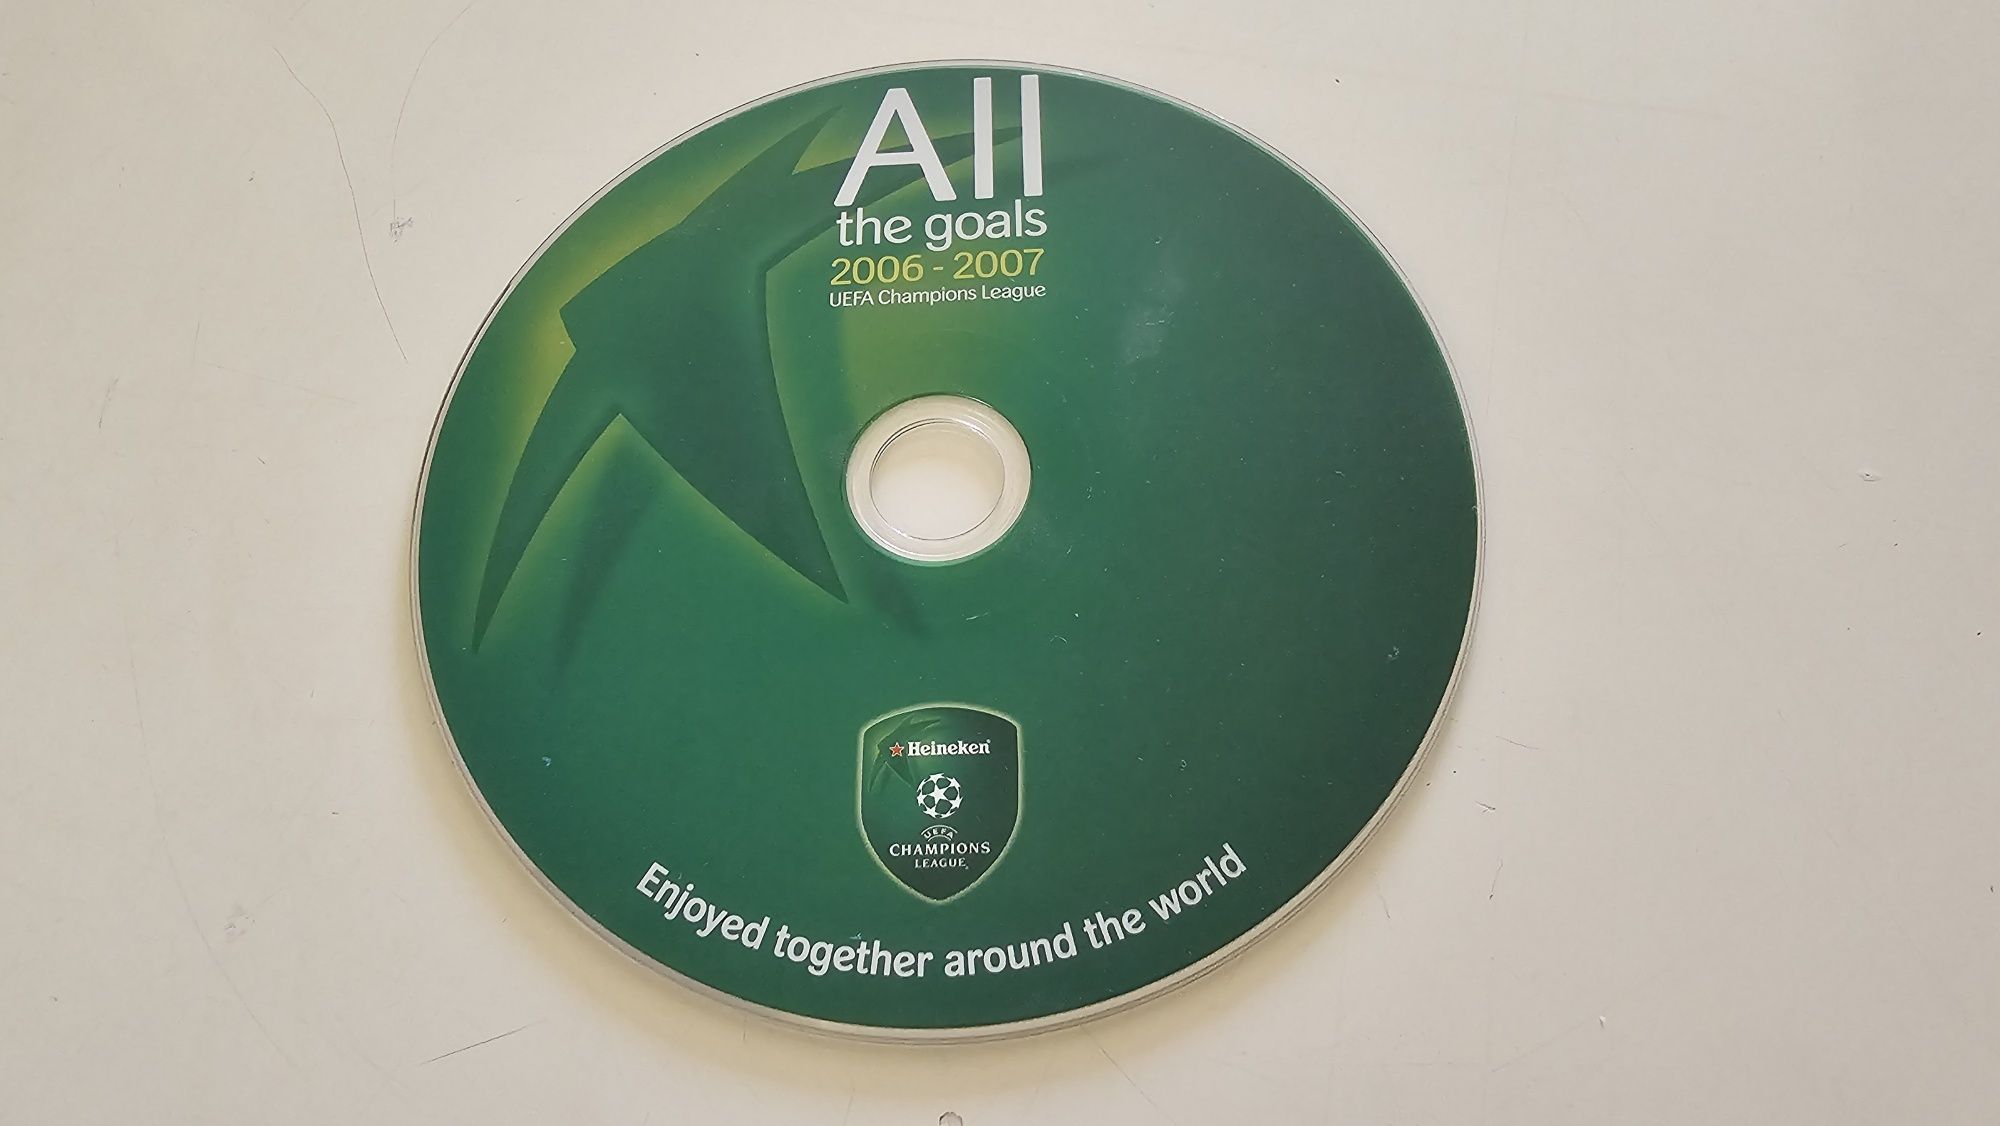 All
the goals
2006 - 2007
UEFA Champions League
Heineken®
UEFA
CHAMPIONS
LEAGUE®
Enjoyed together around the world